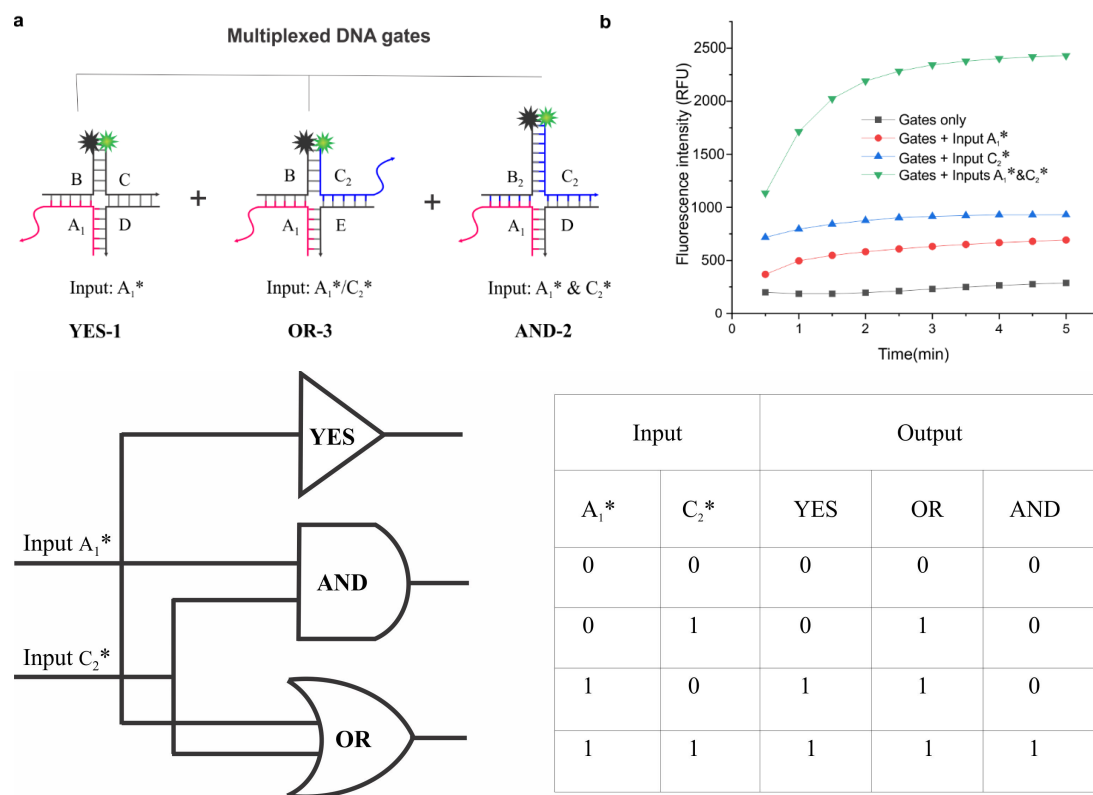 a
Multiplexed DNA gates
B C
A₁ D
+
B C₂
A₁ E
+
B₂ C₂
A₁ D
Input: A₁* Input: A₁*/C₂* Input: A₁* & C₂*
YES-1 OR-3 AND-2
b
Fluorescence intensity (RFU)
2500
2000
1500
1000
500
0
0 1 2 3 4 5
Time(min)
Gates only
Gates + Input A₁*
Gates + Input C₂*
Gates + Inputs A₁*&C₂*
YES
Input A₁*
AND
Input C₂*
OR
Input Output
A₁* C₂* YES OR AND
0 0 0 0 0
0 1 0 1 0
1 0 1 1 0
1 1 1 1 1